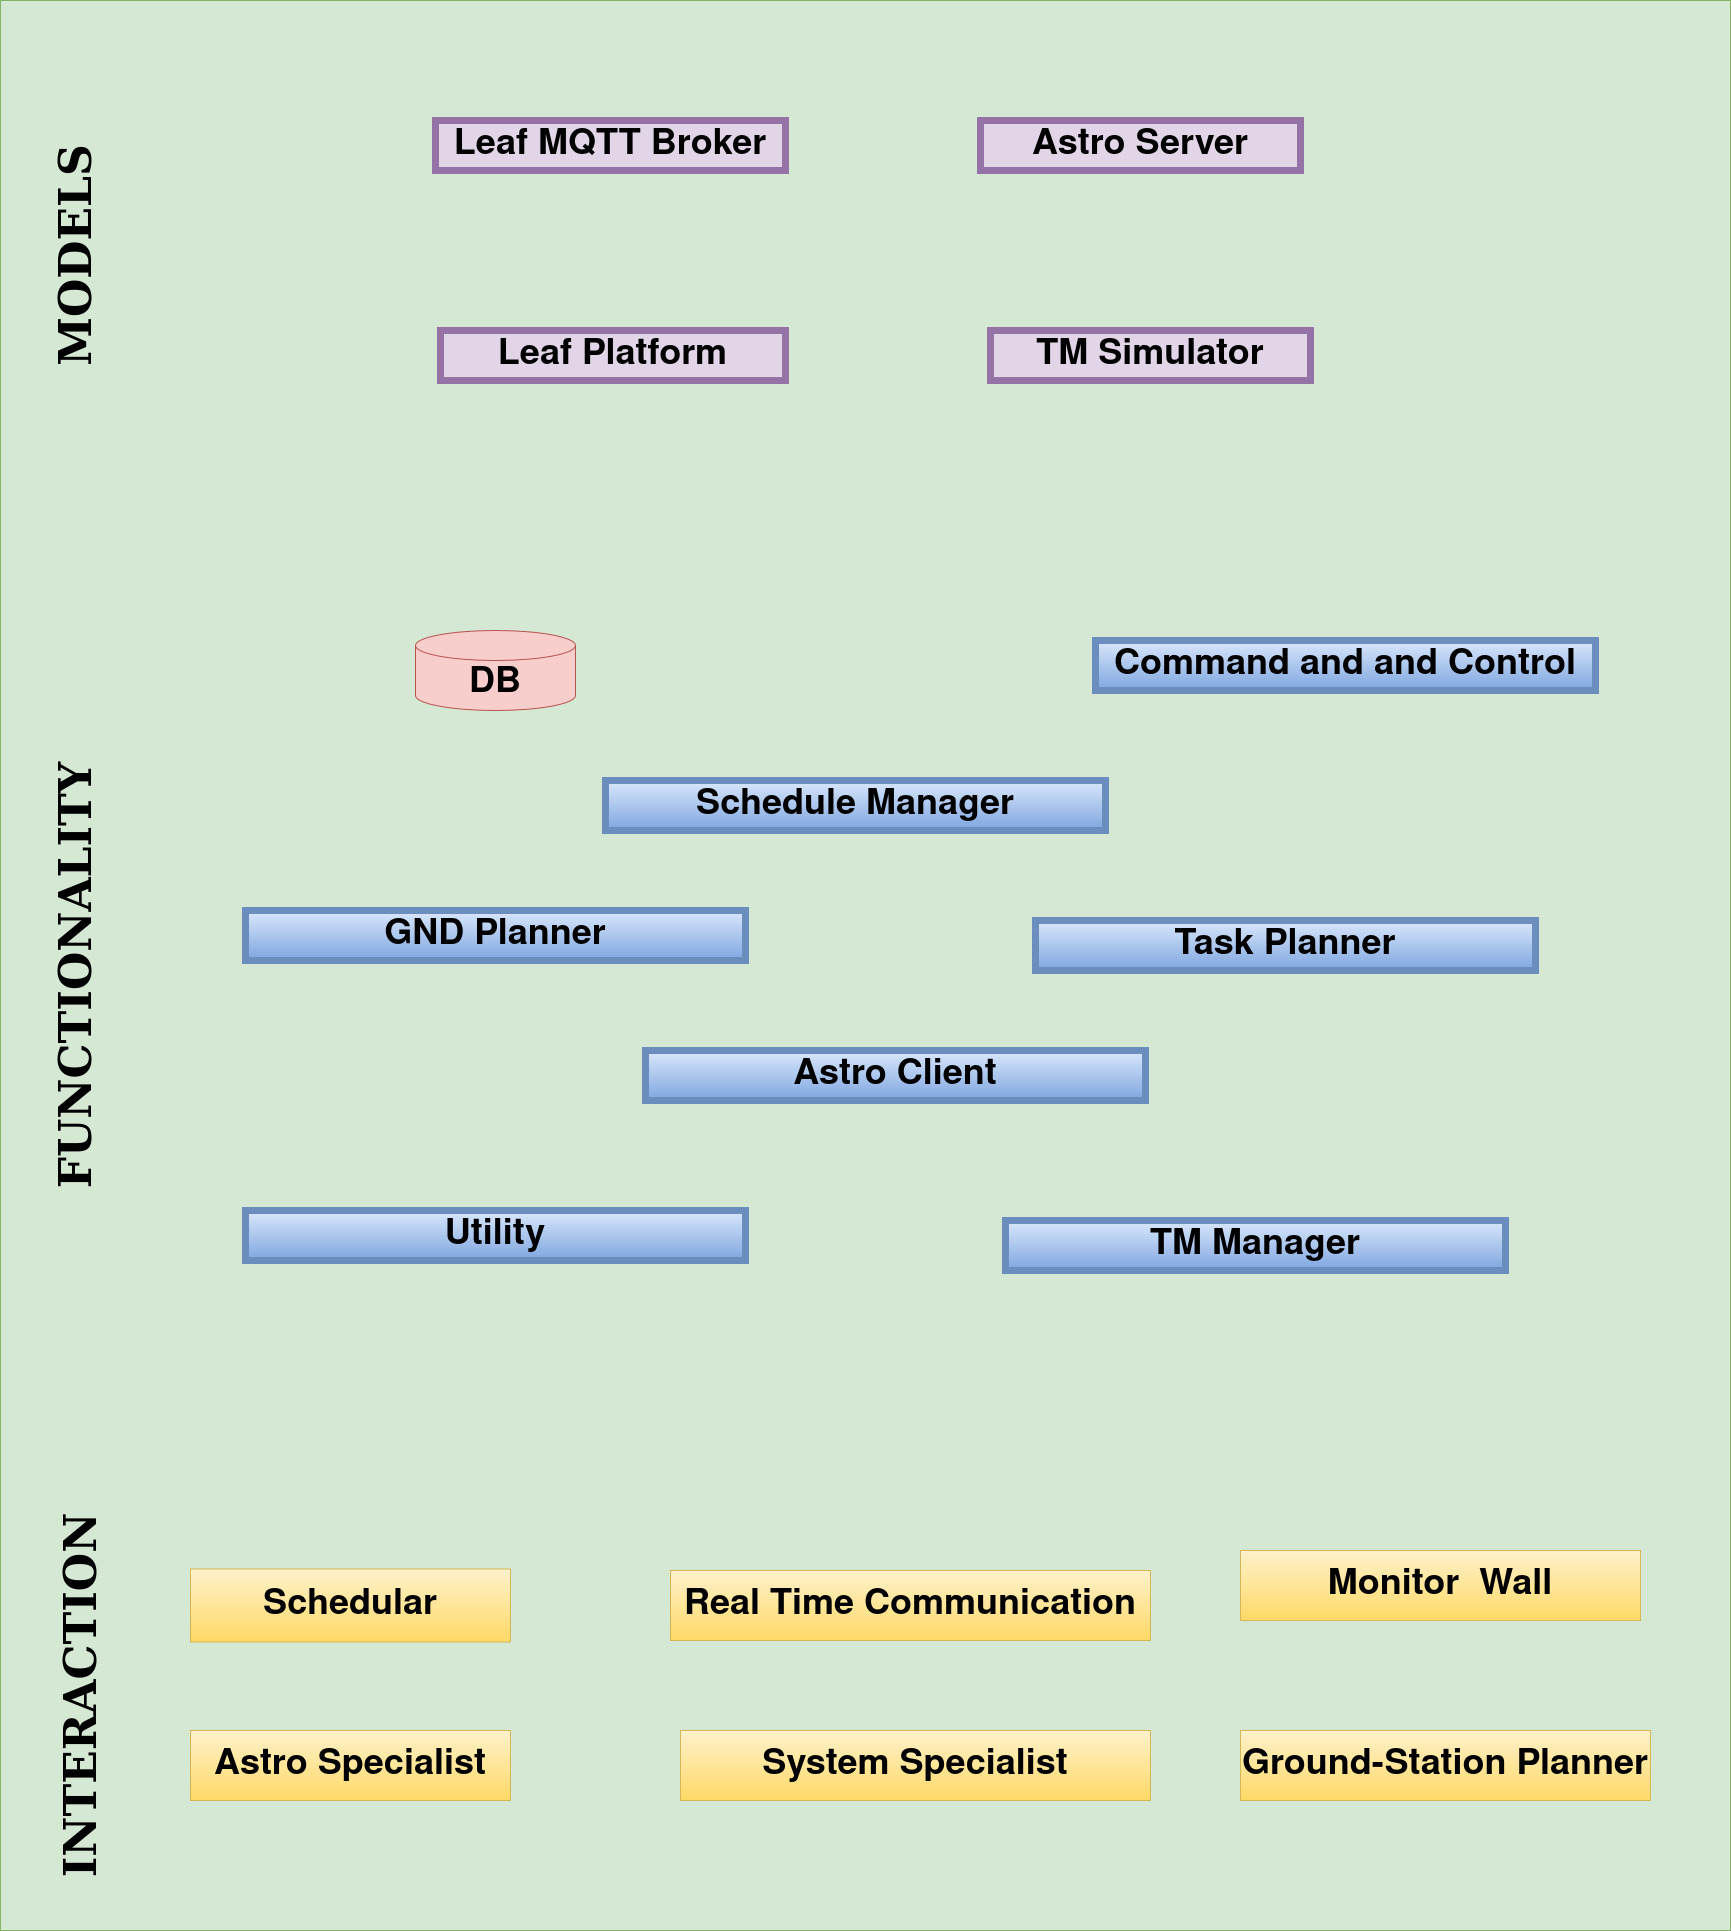 MODELS
Leaf MQTT Broker
Astro Server
Leaf Platform
TM Simulator
FUNCTIONALITY
DB
Command and and Control
Schedule Manager
GND Planner
Task Planner
Astro Client
Utility
TM Manager
INTERACTION
Schedular
Real Time Communication
Monitor  Wall
Astro Specialist
System Specialist
Ground-Station Planner